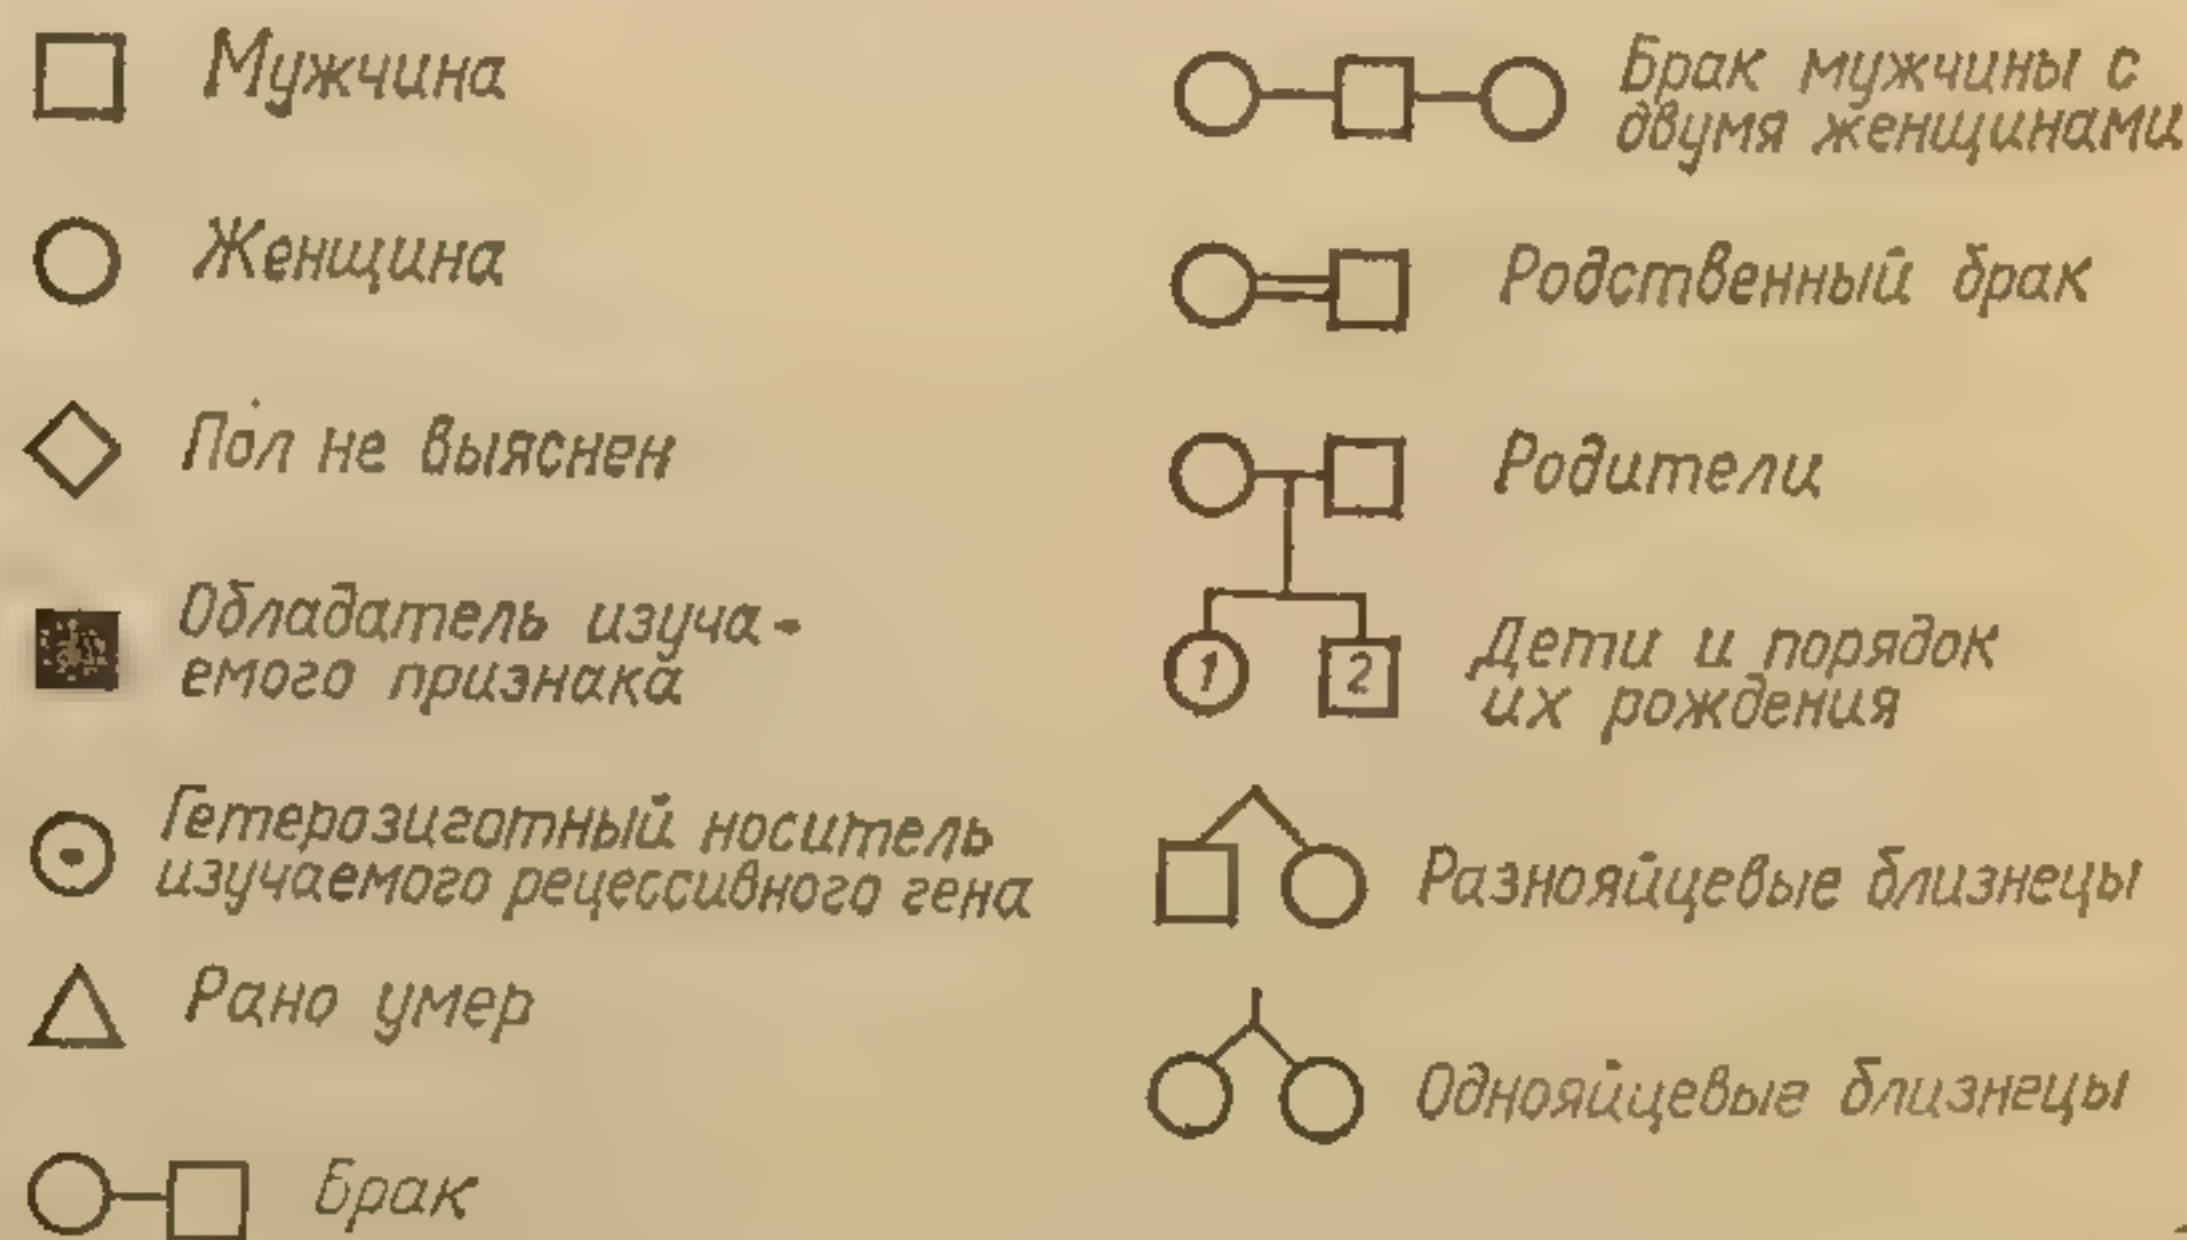 Мужчина
Женщина
Пол не выяснен
Обладатель изуча-
емого признака
Гетерозиготный носитель
изучаемого рецессивного гена
Рано умер
Брак
Брак мужчины с
двумя женщинами
Родственный брак
Родители
1 2
Дети и порядок
их рождения
Разнояйцевые близнецы
Однояйцевые близнецы